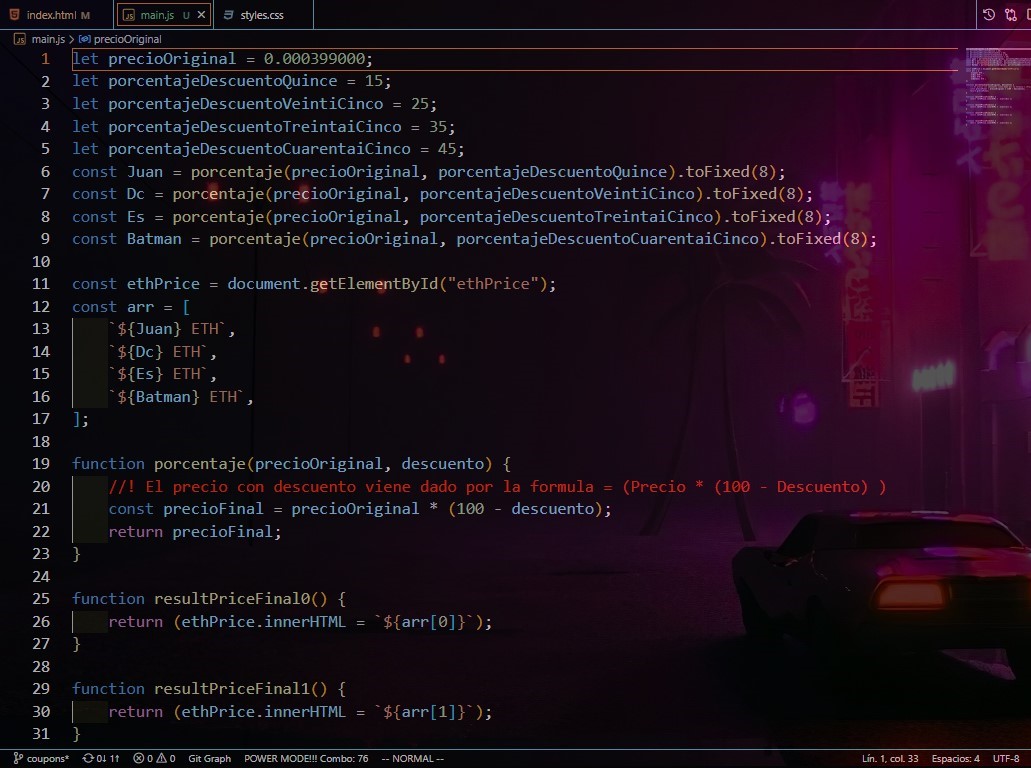 index.html M
main.js U
styles.css
main.js > precioOriginal
1 let precioOriginal = 0.000399000;
2 let porcentajeDescuentoQuince = 15;
3 let porcentajeDescuentoVeintiCinco = 25;
4 let porcentajeDescuentoTreintaiCinco = 35;
5 let porcentajeDescuentoCuarentaiCinco = 45;
6 const Juan = porcentaje(precioOriginal, porcentajeDescuentoQuince).toFixed(8);
7 const Dc = porcentaje(precioOriginal, porcentajeDescuentoVeintiCinco).toFixed(8);
8 const Es = porcentaje(precioOriginal, porcentajeDescuentoTreintaiCinco).toFixed(8);
9 const Batman = porcentaje(precioOriginal, porcentajeDescuentoCuarentaiCinco).toFixed(8);
10
11 const ethPrice = document.getElementById("ethPrice");
12 const arr = [
13 `${Juan} ETH`,
14 `${Dc} ETH`,
15 `${Es} ETH`,
16 `${Batman} ETH`,
17 ];
18
19 function porcentaje(precioOriginal, descuento) {
20 //! El precio con descuento viene dado por la formula = (Precio * (100 - Descuento) )
21 const precioFinal = precioOriginal * (100 - descuento);
22 return precioFinal;
23 }
24
25 function resultPriceFinal0() {
26 return (ethPrice.innerHTML = `${arr[0]}`);
27 }
28
29 function resultPriceFinal1() {
30 return (ethPrice.innerHTML = `${arr[1]}`);
31 }
coupons* 0↓ 1↑ 0 0 Git Graph POWER MODE!!! Combo: 76 -- NORMAL -- Lín. 1, col. 33 Espacios: 4 UTF-8